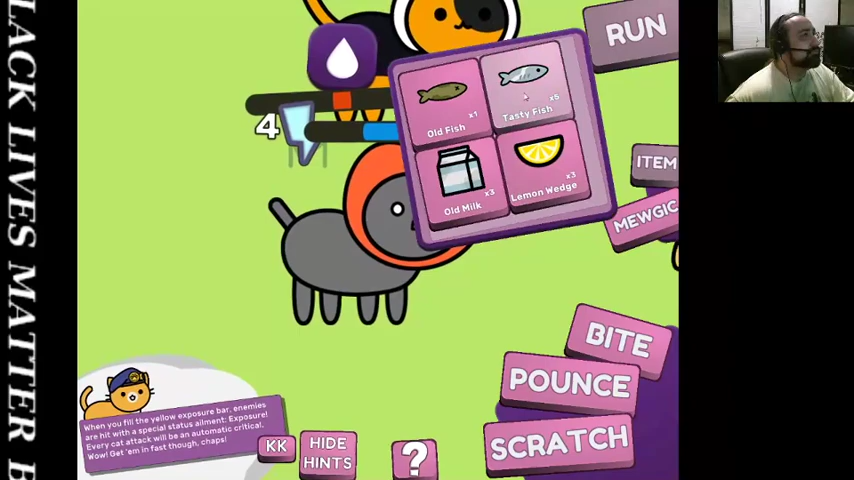 LACK LIVES MATTER B
RUN
Old Fish x1
Tasty Fish x5
Old Milk x3
Lemon Wedge x3
4
ITEM
MEWGIC
BITE
POUNCE
SCRATCH
When you fill the yellow exposure bar, enemies
are hit with a special status ailment: Exposure!
Every cat attack will be an automatic critical.
Wow! Get 'em in fast though, chaps!
KK
HIDE
HINTS
?